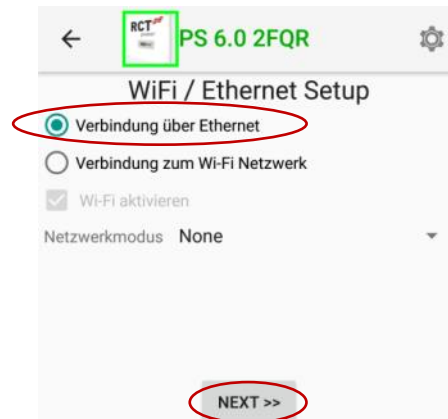 RCT
PS 6.0 2FQR
WiFi / Ethernet Setup
Verbindung über Ethernet
Verbindung zum Wi-Fi Netzwerk
Wi-Fi aktivieren
Netzwerkmodus None
NEXT >>